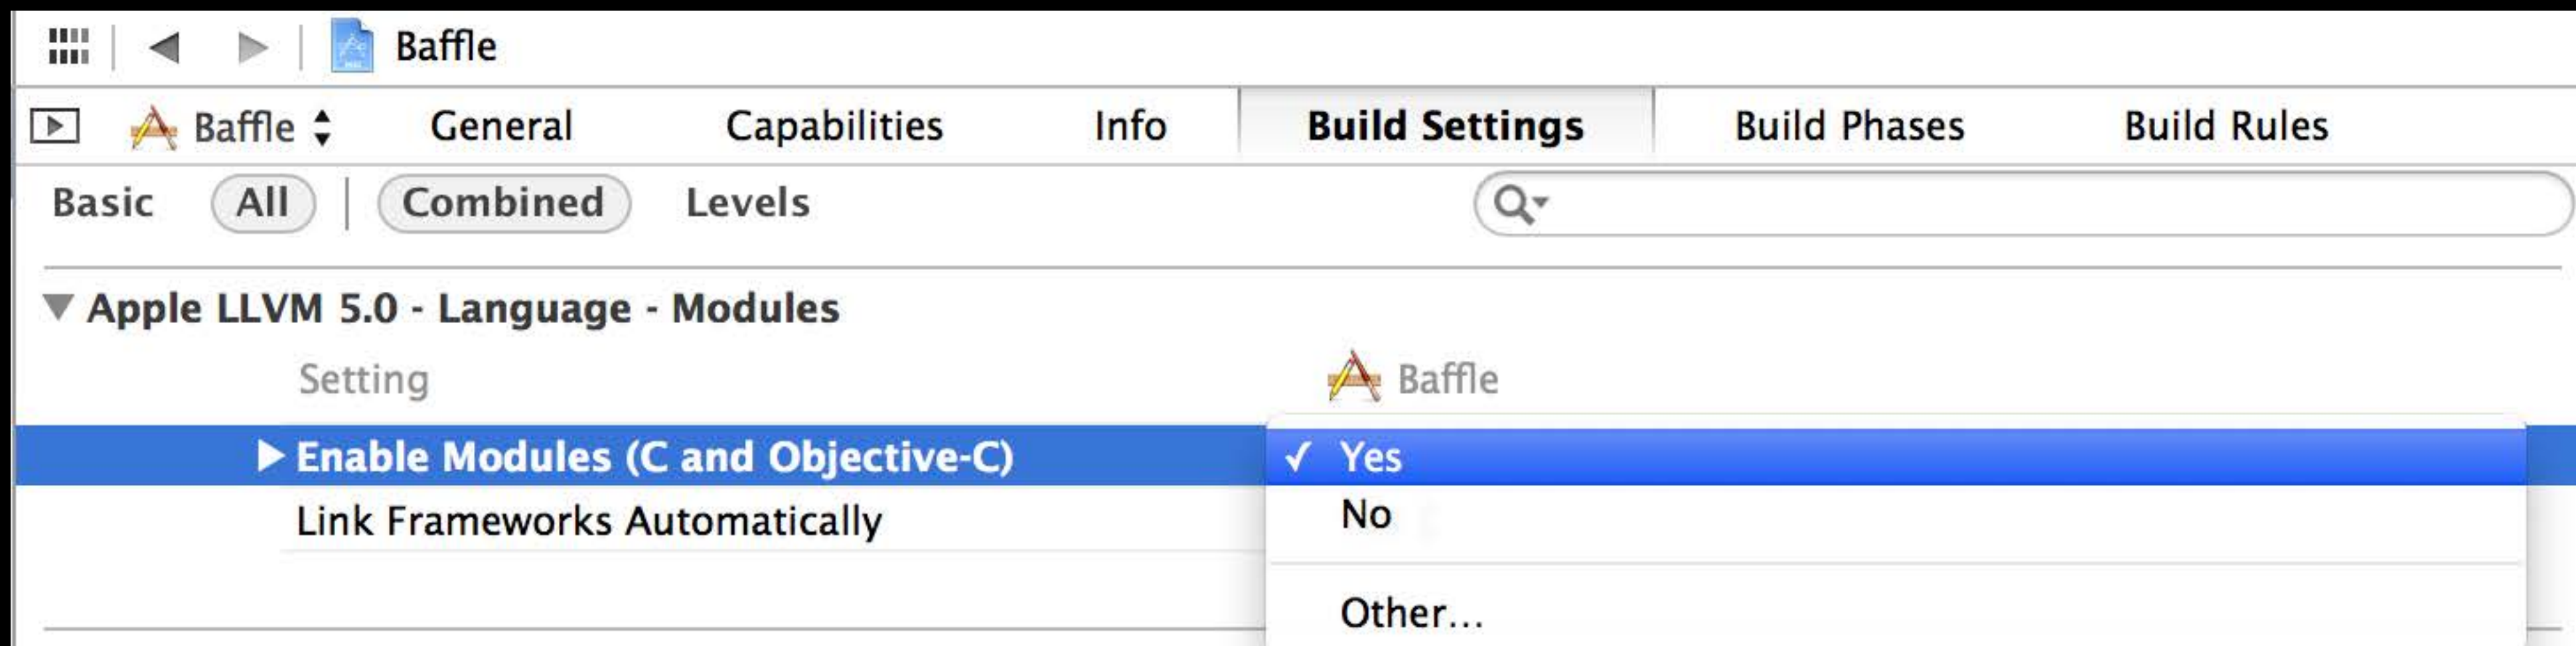 Baffle
Baffle General Capabilities Info Build Settings Build Phases Build Rules
Basic All Combined Levels
Apple LLVM 5.0 - Language - Modules
Setting Baffle
Enable Modules (C and Objective-C) Yes
Link Frameworks Automatically No
Other...